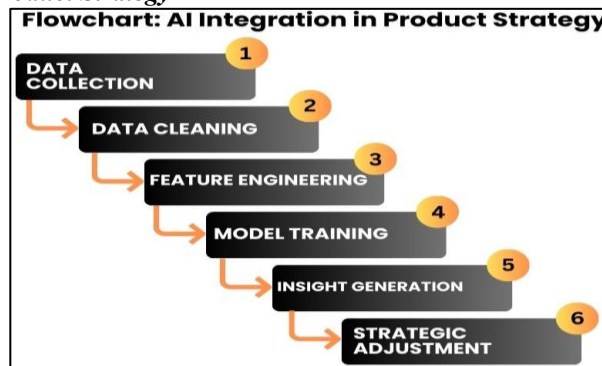 Flowchart: AI Integration in Product Strategy
1
DATA
COLLECTION
2
DATA CLEANING
3
FEATURE ENGINEERING
4
MODEL TRAINING
5
INSIGHT GENERATION
6
STRATEGIC
ADJUSTMENT